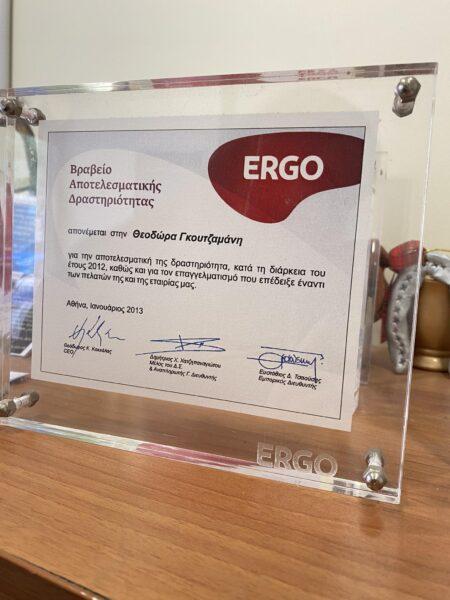 Βραβείο
Αποτελεσματικής
Δραστηριότητας
ERGO
απονέμεται στην Θεοδώρα Γκουτζαμάνη
για την αποτελεσματική της δραστηριότητα, κατά τη διάρκεια του
έτους 2012, καθώς και για τον επαγγελματισμό που επέδειξε έναντι
των πελατών της και της εταιρίας μας.
Αθήνα, Ιανουάριος 2013
Θεόδωρος Κ. Κοκκάλας
CEO
Δημήτριος Χ. Χατζηπαναγιώτου
Μέλος του Δ.Σ.
& Αναπληρωτής Γ. Διευθυντής
Ευστάθιος Δ. Τσαούσης
Εμπορικός Διευθυντής
ERGO